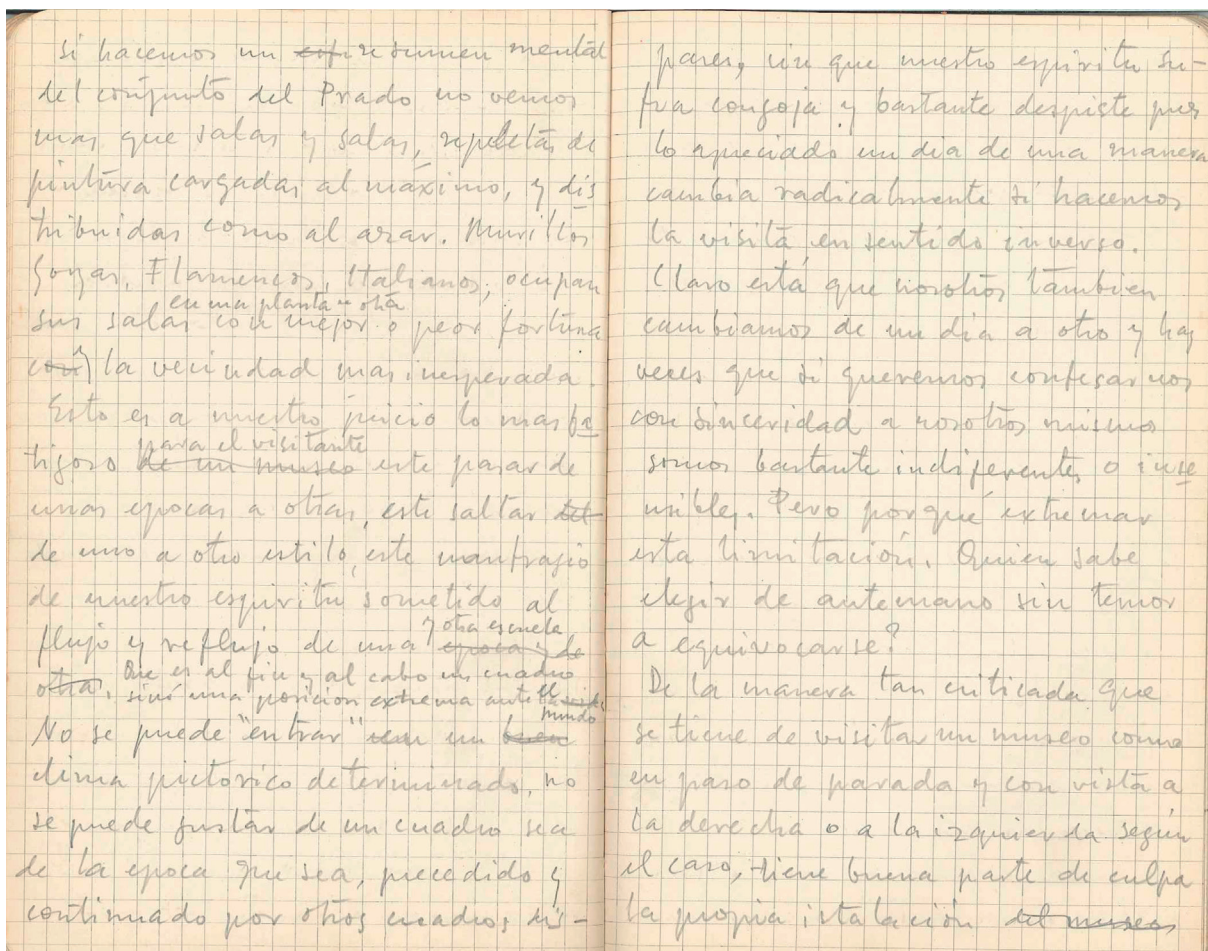 si hacemos un resumen mental
del conjunto del Prado no vemos
mas que salas y salas, repletas de
pintura cargadas al máximo, y dis
tribuidas como al azar. Murillos
Goyas, Flamencos, Italianos, ocupan
en una planta u otra
sus salas con mejor o peor fortuna
con la vecindad mas inesperada.
Esto es a nuestro juicio lo mas fa
para el visitante
tigoso de un museo este pasar de
unas epocas a otras, este saltar
de uno a otro estilo, este naufragio
de nuestro espiritu sometido al
y otra escuela
flujo y reflujo de una epoca y de
otra. Que es al fin y al cabo un cuadro
sinó una posicion extrema ante el
mundo
No se puede "entrar" en un buen
clima pictorico determinado, no
se puede gustar de un cuadro sea
de la epoca que sea, precedido y
continuado por otros cuadros dis-
pares, sin que nuestro espiritu su-
fra congoja y bastante despiste pues
lo apreciado un dia de una manera
cambia radicalmente si hacemos
la visita en sentido inverso.
Claro está que nosotros tambien
cambiamos de un dia a otro y hay
veces que si queremos confesarnos
con sinceridad a nosotros mismos
somos bastante indiferentes o inse
nsibles. Pero porqué extremar
esta limitación. Quien sabe
elegir de antemano sin temor
a equivocarse?
De la manera tan criticada que
se tiene de visitar un museo como
en paso de parada y con vista a
la derecha o a la izquierda según
el caso, tiene buena parte de culpa
la propia istalación del museo